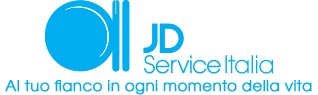 JD
Service Italia
Al tuo fianco in ogni momento della vita